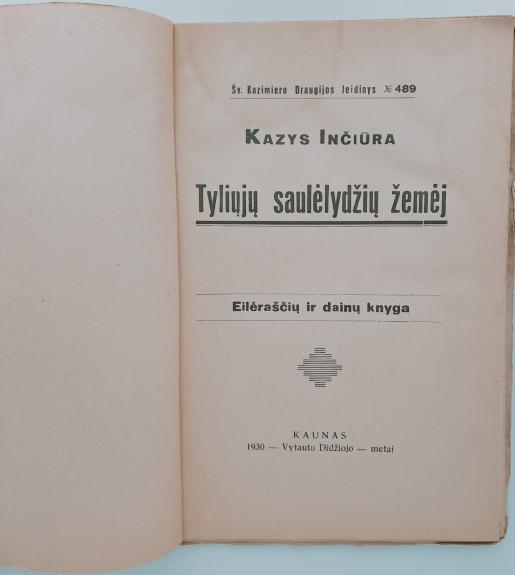 Šv. Kazimiero Draugijos leidinys № 489
KAZYS INČIŪRA
Tyliųjų saulėlydžių žemėj
Eilėraščių ir dainų knyga
KAUNAS
1930 — Vytauto Didžiojo — metai